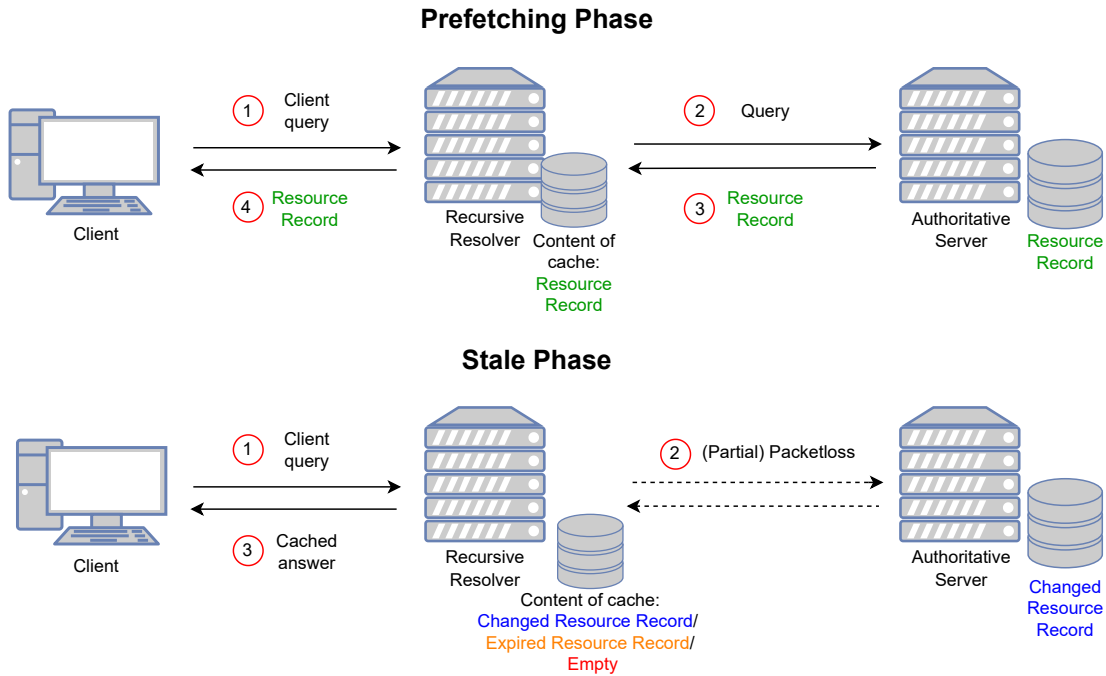 Prefetching Phase
1
Client
query
2
Query
4
Resource
Record
3
Resource
Record
Client
Recursive
Resolver
Content of
cache:
Resource
Record
Authoritative
Server
Resource
Record
Stale Phase
1
Client
query
2
(Partial) Packetloss
3
Cached
answer
Client
Recursive
Resolver
Content of cache:
Changed Resource Record/
Expired Resource Record/
Empty
Authoritative
Server
Changed
Resource
Record